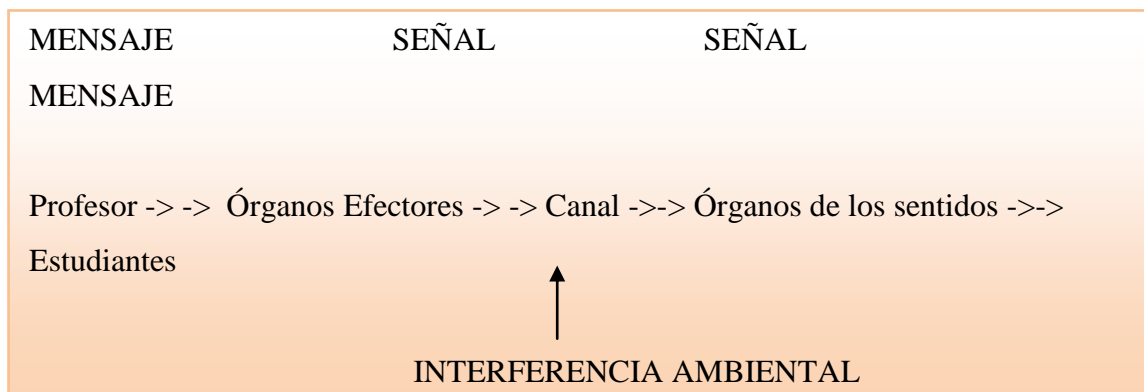 MENSAJE SEÑAL SEÑAL
MENSAJE
Profesor -> -> Órganos Efectores -> -> Canal ->-> Órganos de los sentidos ->->
Estudiantes
INTERFERENCIA AMBIENTAL